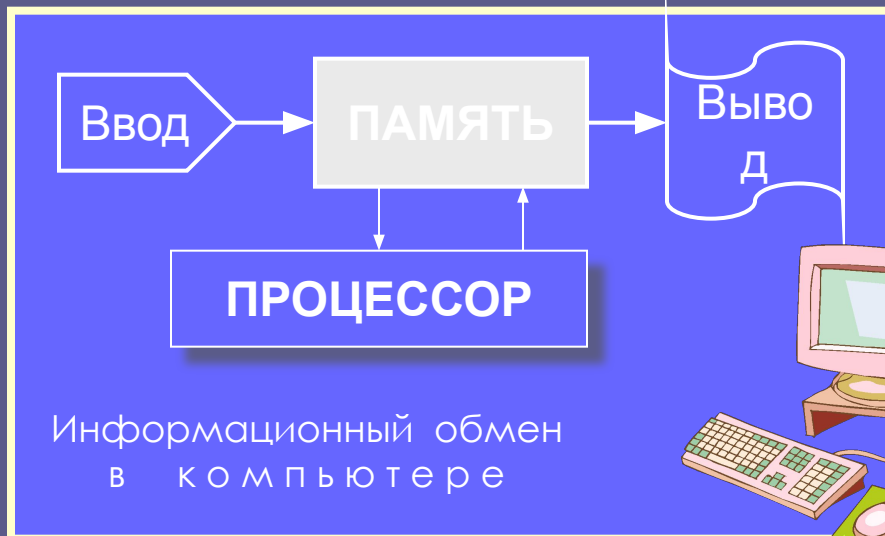 Ввод
ПАМЯТЬ
Выво
д
ПРОЦЕССОР
Информационный обмен
в компьютере